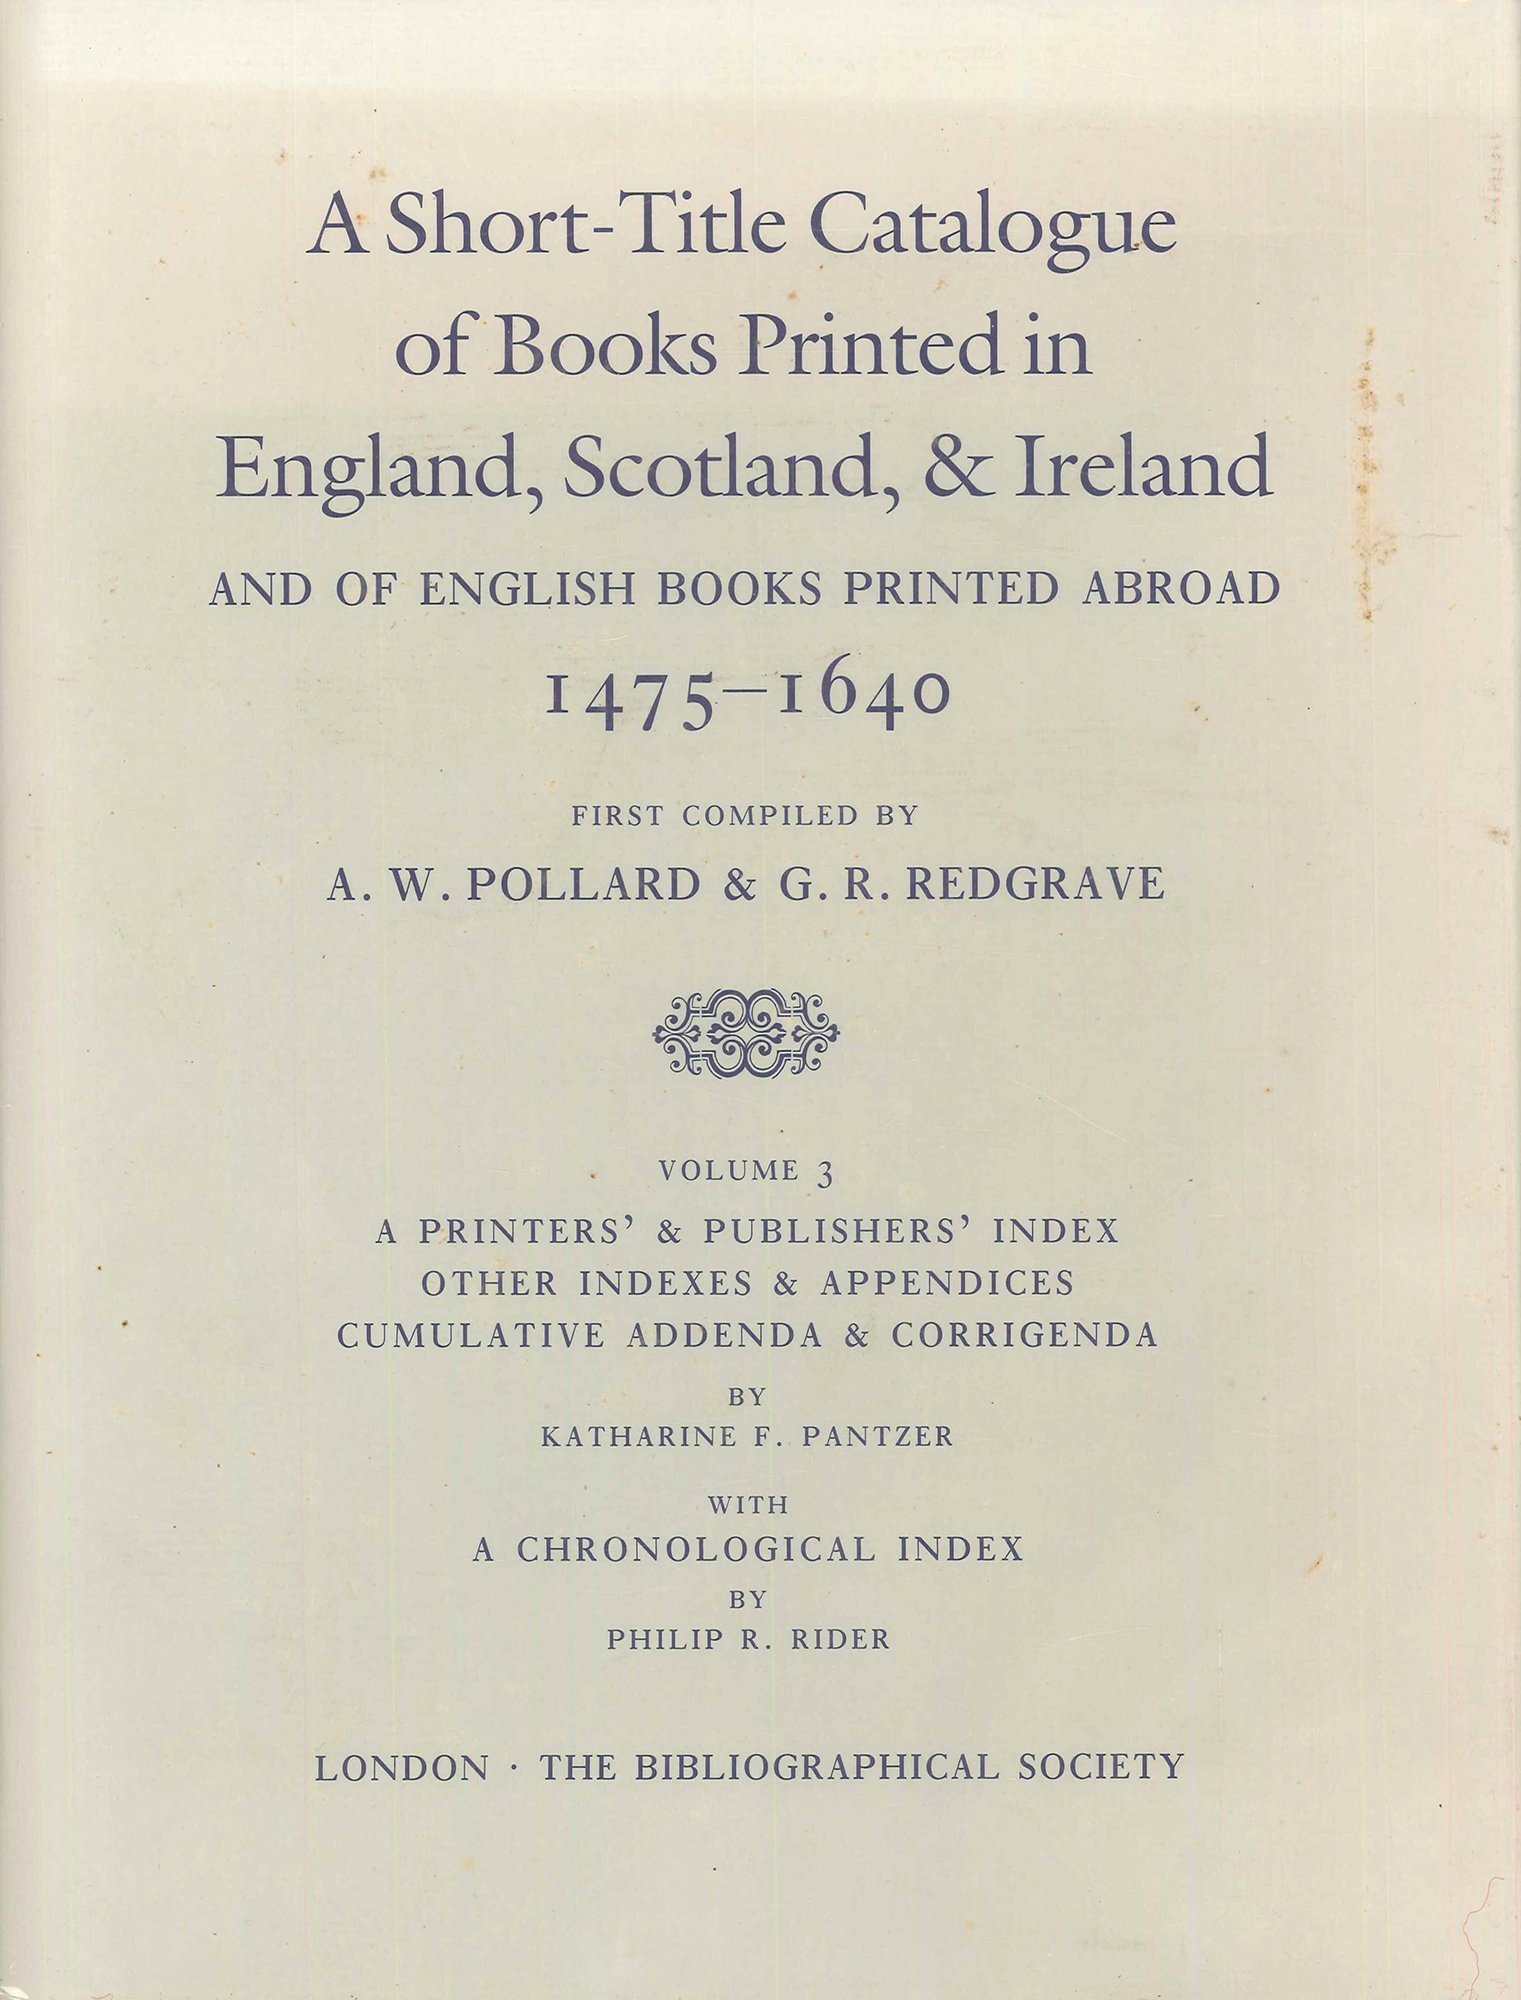 A Short-Title Catalogue
of Books Printed in
England, Scotland, & Ireland
AND OF ENGLISH BOOKS PRINTED ABROAD
1475–1640
FIRST COMPILED BY
A. W. POLLARD & G. R. REDGRAVE
VOLUME 3
A PRINTERS’ & PUBLISHERS’ INDEX
OTHER INDEXES & APPENDICES
CUMULATIVE ADDENDA & CORRIGENDA
BY
KATHARINE F. PANTZER
WITH
A CHRONOLOGICAL INDEX
BY
PHILIP R. RIDER
LONDON · THE BIBLIOGRAPHICAL SOCIETY